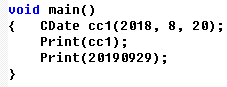 void main()
{    CDate cc1(2018, 8, 20);
     Print(cc1);
     Print(20190929);
}